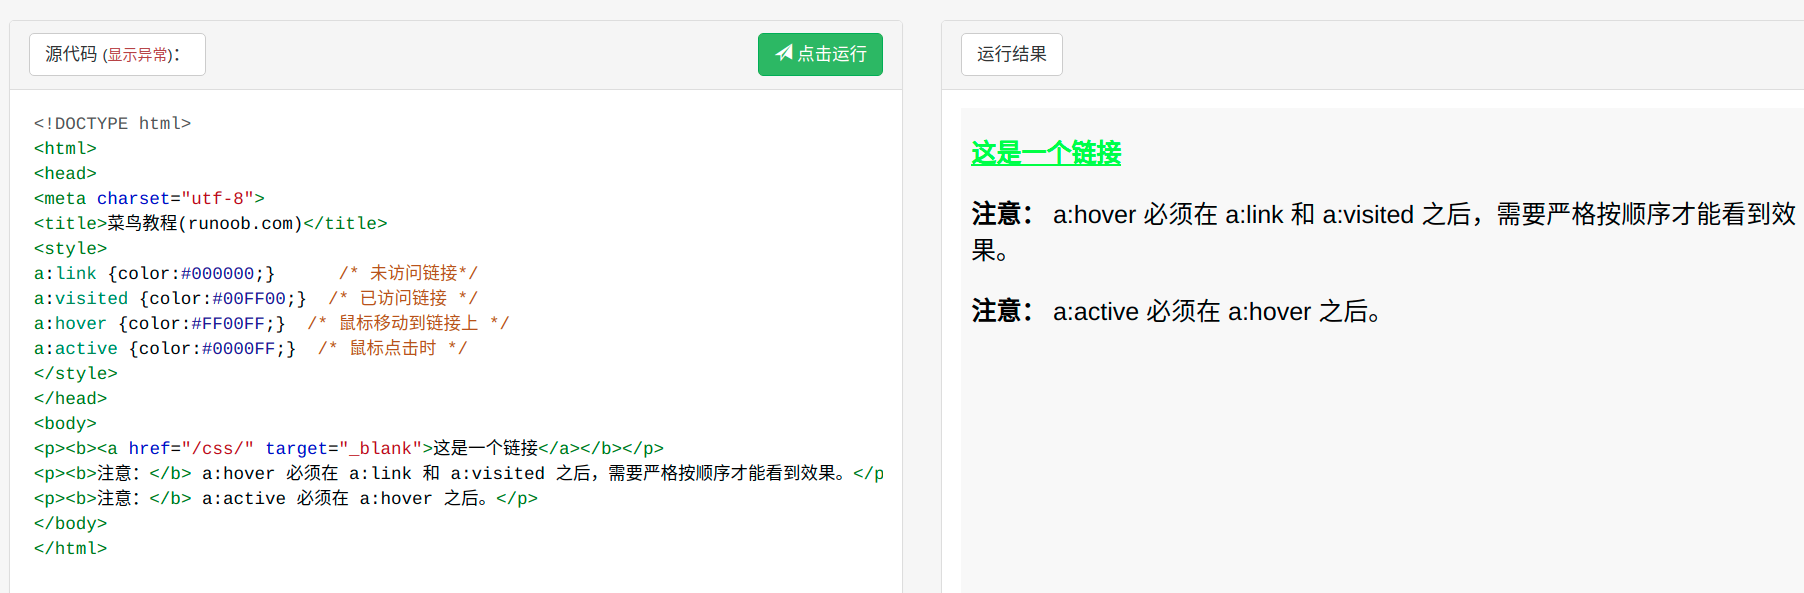 源代码 (显示异常)：
点击运行
<!DOCTYPE html>
<html>
<head>
<meta charset="utf-8">
<title>菜鸟教程(runoob.com)</title>
<style>
a:link {color:#000000;}      /* 未访问链接*/
a:visited {color:#00FF00;}  /* 已访问链接 */
a:hover {color:#FF00FF;}  /* 鼠标移动到链接上 */
a:active {color:#0000FF;}  /* 鼠标点击时 */
</style>
</head>
<body>
<p><b><a href="/css/" target="_blank">这是一个链接</a></b></p>
<p><b>注意：</b> a:hover 必须在 a:link 和 a:visited 之后，需要严格按顺序才能看到效果。</p
<p><b>注意：</b> a:active 必须在 a:hover 之后。</p>
</body>
</html>
运行结果
这是一个链接
注意： a:hover 必须在 a:link 和 a:visited 之后，需要严格按顺序才能看到效
果。
注意： a:active 必须在 a:hover 之后。